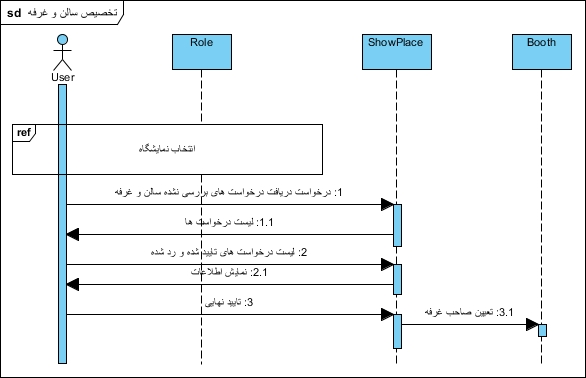 sd تخصیص سالن و غرفه
Role
ShowPlace
Booth
User
ref
انتخاب نمایشگاه
1: درخواست دریافت درخواست های بررسی نشده سالن و غرفه
1.1: لیست درخواست ها
2: لیست درخواست های تایید شده و رد شده
2.1: نمایش اطلاعات
3: تایید نهایی
3.1: تعیین صاحب غرفه